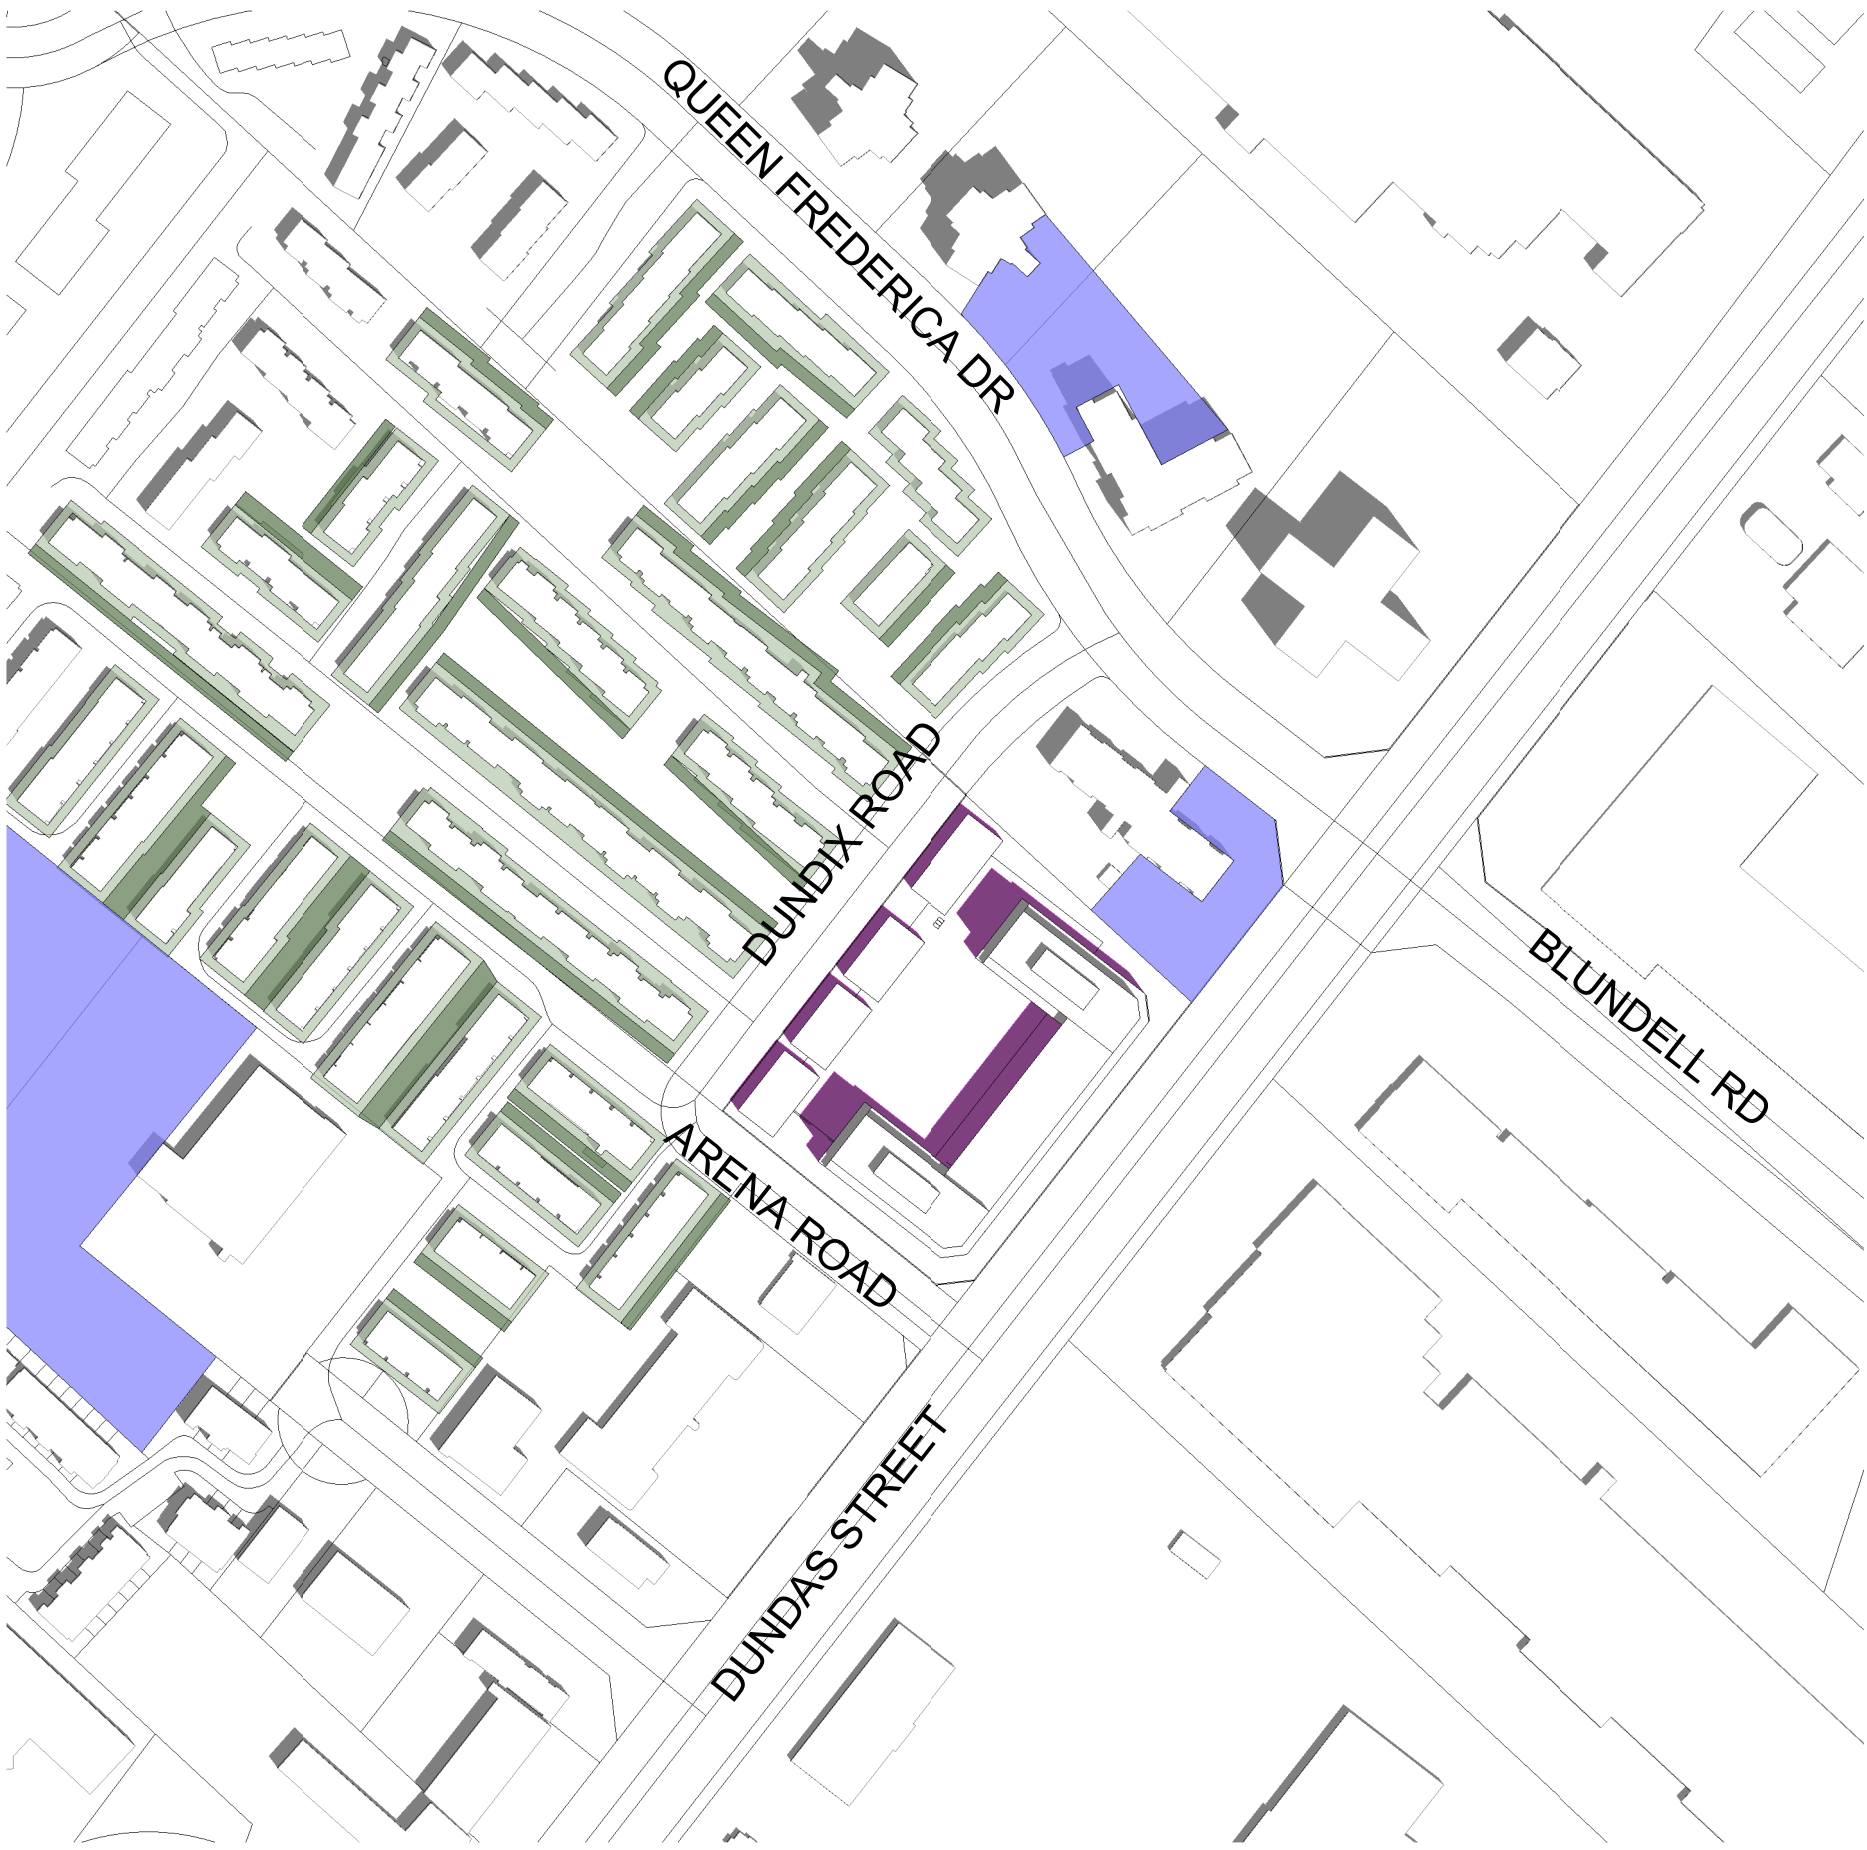 QUEEN FREDERICA DR
DUNDIX ROAD
BLUNDELL RD
ARENA ROAD
DUNDAS STREET